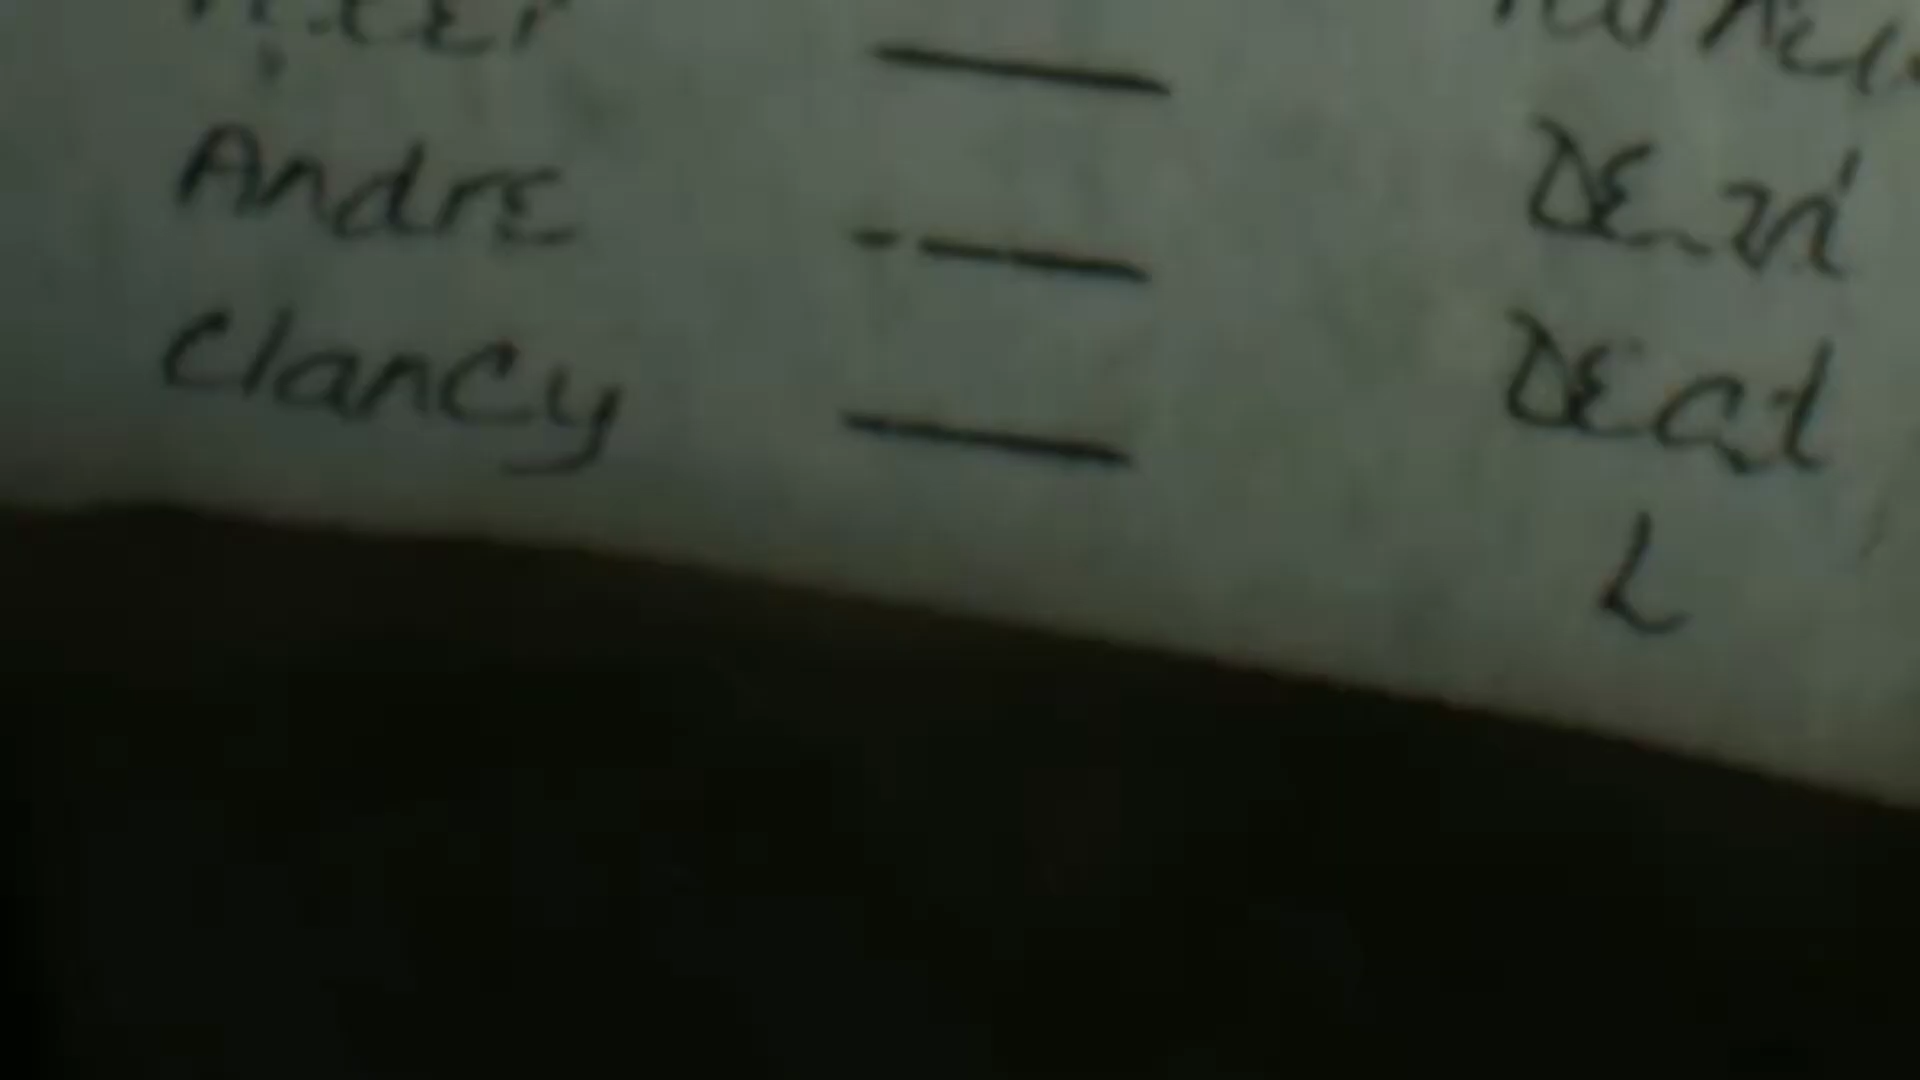 Andre — Dead
Clancy — Dead
L